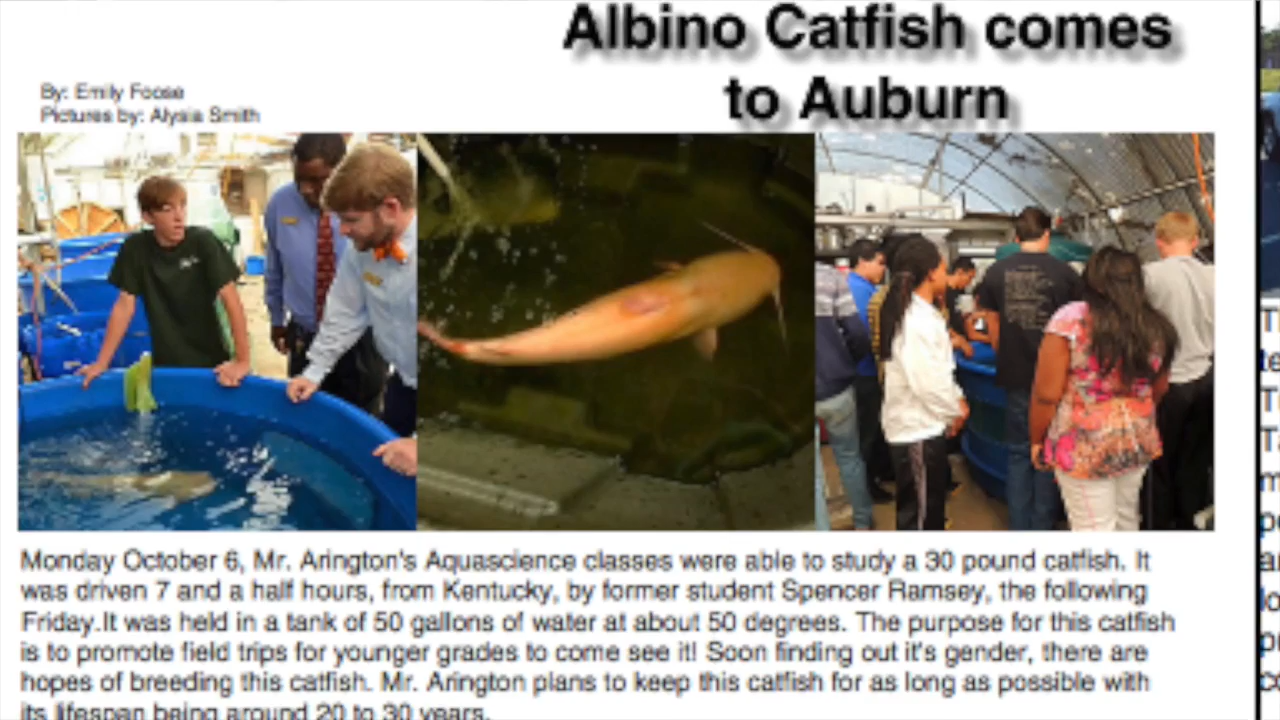 Albino Catfish comes
to Auburn
By: Emily Foose
Pictures by: Alysia Smith
Monday October 6, Mr. Arington's Aquascience classes were able to study a 30 pound catfish. It
was driven 7 and a half hours, from Kentucky, by former student Spencer Ramsey, the following
Friday.It was held in a tank of 50 gallons of water at about 50 degrees. The purpose for this catfish
is to promote field trips for younger grades to come see it! Soon finding out it's gender, there are
hopes of breeding this catfish. Mr. Arington plans to keep this catfish for as long as possible with
its lifespan being around 20 to 30 years.